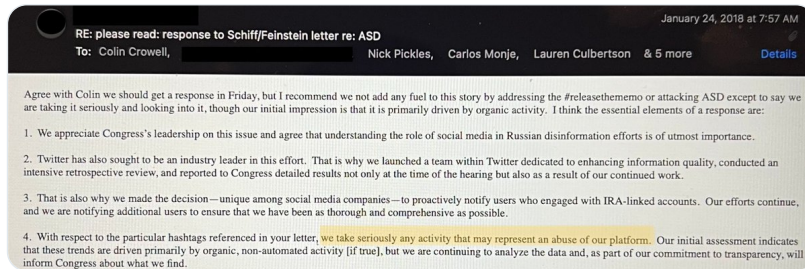 January 24, 2018 at 7:57 AM
RE: please read: response to Schiff/Feinstein letter re: ASD
To: Colin Crowell, Nick Pickles, Carlos Monje, Lauren Culbertson & 5 more Details
Agree with Colin we should get a response in Friday, but I recommend we not add any fuel to this story by addressing the #releasethememo or attacking ASD except to say we
are taking it seriously and looking into it, though our initial impression is that it is primarily driven by organic activity. I think the essential elements of a response are:
1. We appreciate Congress's leadership on this issue and agree that understanding the role of social media in Russian disinformation efforts is of utmost importance.
2. Twitter has also sought to be an industry leader in this effort. That is why we launched a team within Twitter dedicated to enhancing information quality, conducted an
intensive retrospective review, and reported to Congress detailed results not only at the time of the hearing but also as a result of our continued work.
3. That is also why we made the decision—unique among social media companies—to proactively notify users who engaged with IRA-linked accounts. Our efforts continue,
and we are notifying additional users to ensure that we have been as thorough and comprehensive as possible.
4. With respect to the particular hashtags referenced in your letter, we take seriously any activity that may represent an abuse of our platform. Our initial assessment indicates
that these trends are driven primarily by organic, non-automated activity [if true], but we are continuing to analyze the data and, as part of our commitment to transparency, will
inform Congress about what we find.